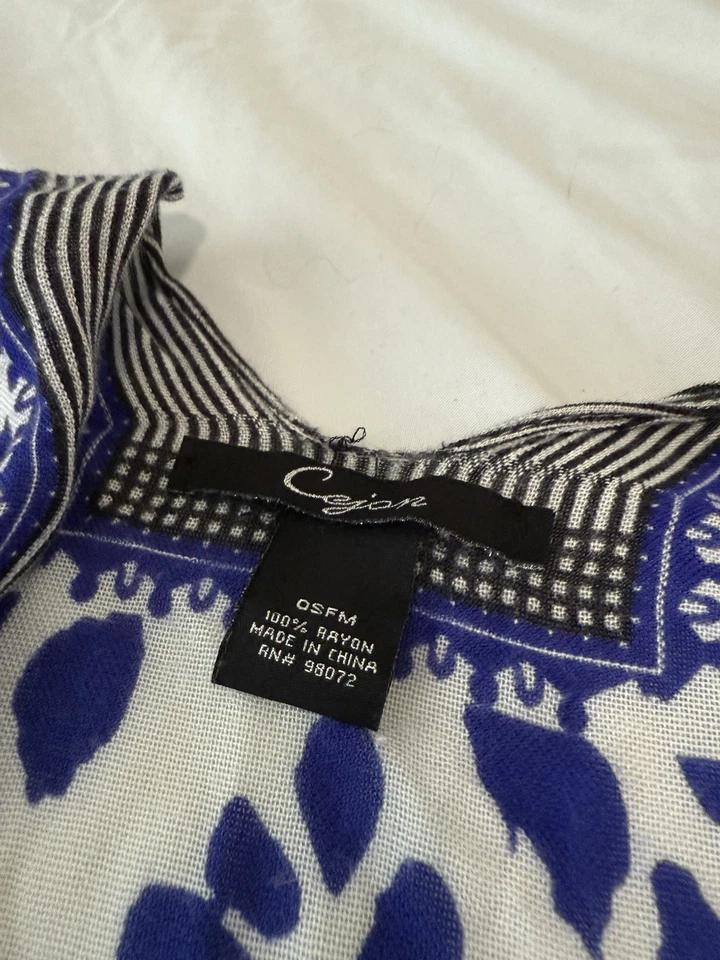 Cejon
OSFM
100% RAYON
MADE IN CHINA
RN# 98072